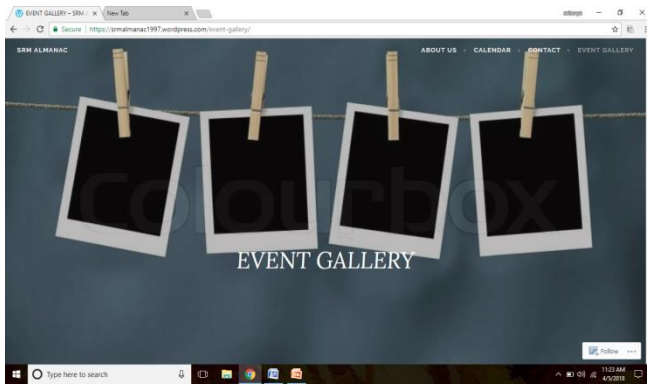 EVENT GALLERY – SRM A
New Tab
Secure https://srmalmanac1997.wordpress.com/event-gallery/
SRM ALMANAC
ABOUT US
CALENDAR
CONTACT
EVENT GALLERY
Colourbox
EVENT GALLERY
Follow
Type here to search
11:23 AM
4/5/2018